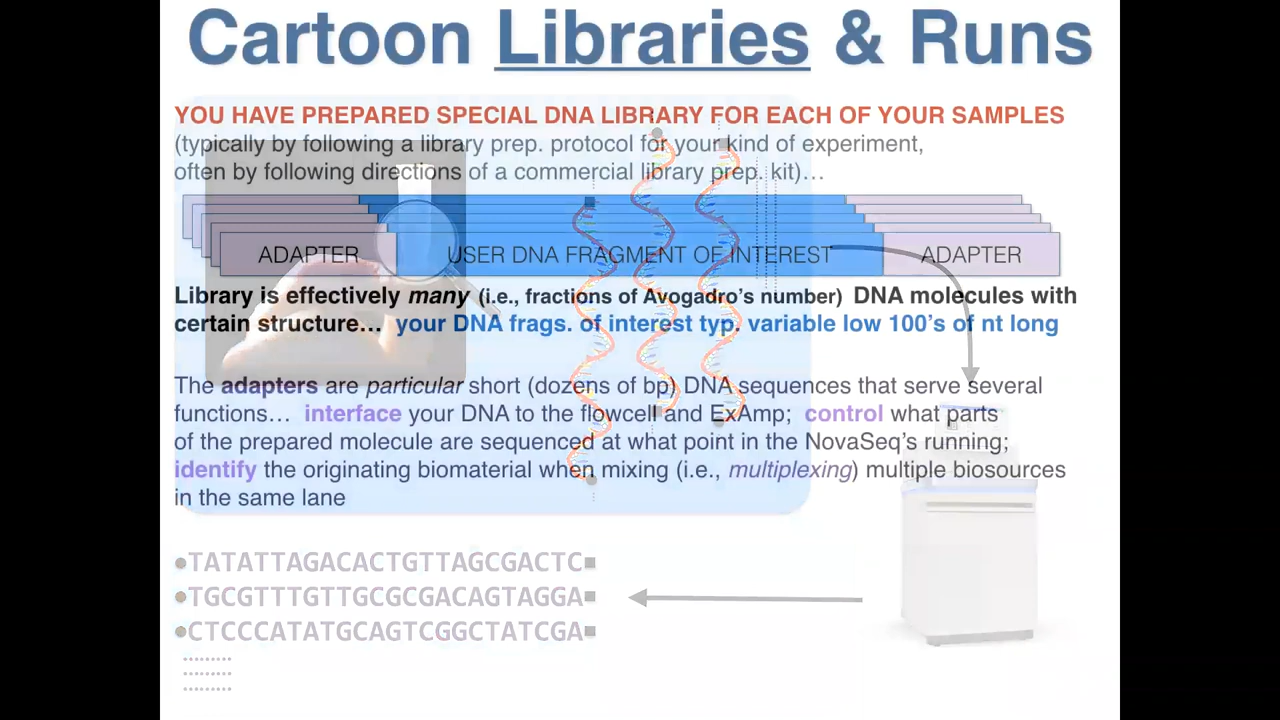 Cartoon Libraries & Runs
YOU HAVE PREPARED SPECIAL DNA LIBRARY FOR EACH OF YOUR SAMPLES
(typically by following a library prep. protocol for your kind of experiment,
often by following directions of a commercial library prep. kit)…
ADAPTER USER DNA FRAGMENT OF INTEREST ADAPTER
Library is effectively many (i.e., fractions of Avogadro’s number) DNA molecules with
certain structure… your DNA frags. of interest typ. variable low 100’s of nt long
The adapters are particular short (dozens of bp) DNA sequences that serve several
functions… interface your DNA to the flowcell and ExAmp; control what parts
of the prepared molecule are sequenced at what point in the NovaSeq’s running;
identify the originating biomaterial when mixing (i.e., multiplexing) multiple biosources
in the same lane
●TATATTAGACACTGTTAGCGACTC■
●TGCGTTTGTTGCGCGACAGTAGGA■
●CTCCCATATGCAGTCGGCTATCGA■
………
………
………